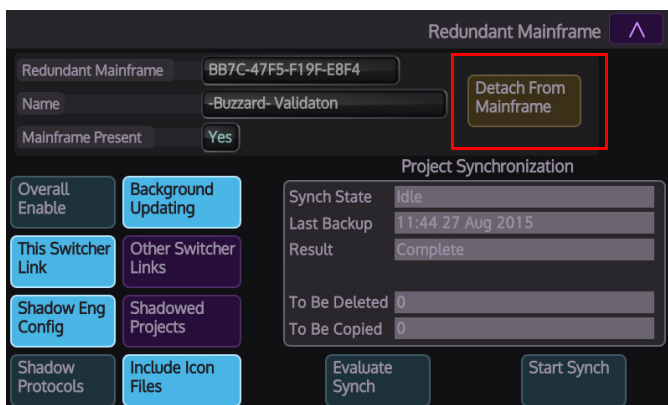 Redundant Mainframe
Redundant Mainframe BB7C-47F5-F19F-E8F4
Name -Buzzard- Validaton
Mainframe Present Yes
Detach From
Mainframe
Project Synchronization
Overall
Enable
Background
Updating
This Switcher
Link
Other Switcher
Links
Shadow Eng
Config
Shadowed
Projects
Shadow
Protocols
Include Icon
Files
Synch State Idle
Last Backup 11:44 27 Aug 2015
Result Complete
To Be Deleted 0
To Be Copied 0
Evaluate
Synch
Start Synch